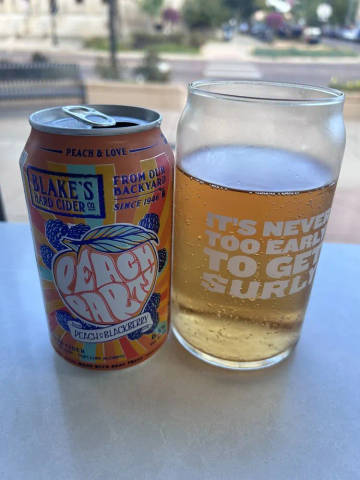 PEACH & LOVE
BLAKE'S
HARD CIDER CO
FROM OUR
BACKYARD
SINCE 1946
PEACH
PARTY
PEACH & BLACKBERRY
IT'S NEVER
TOO EARLY
TO GET
SURLY